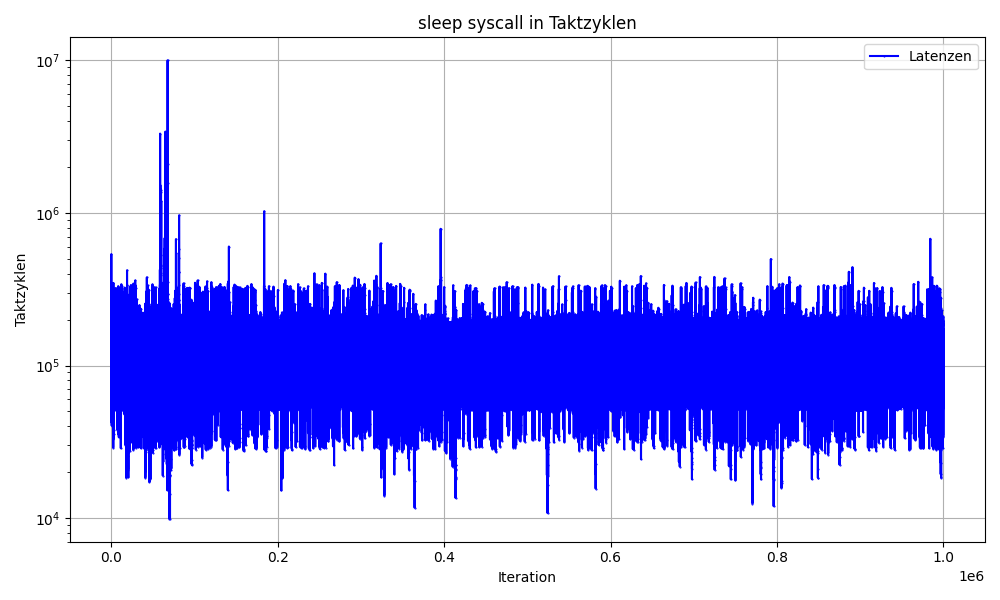 sleep syscall in Taktzyklen
Latenzen
Taktzyklen
10^7
10^6
10^5
10^4
0.0 0.2 0.4 0.6 0.8 1.0
1e6
Iteration